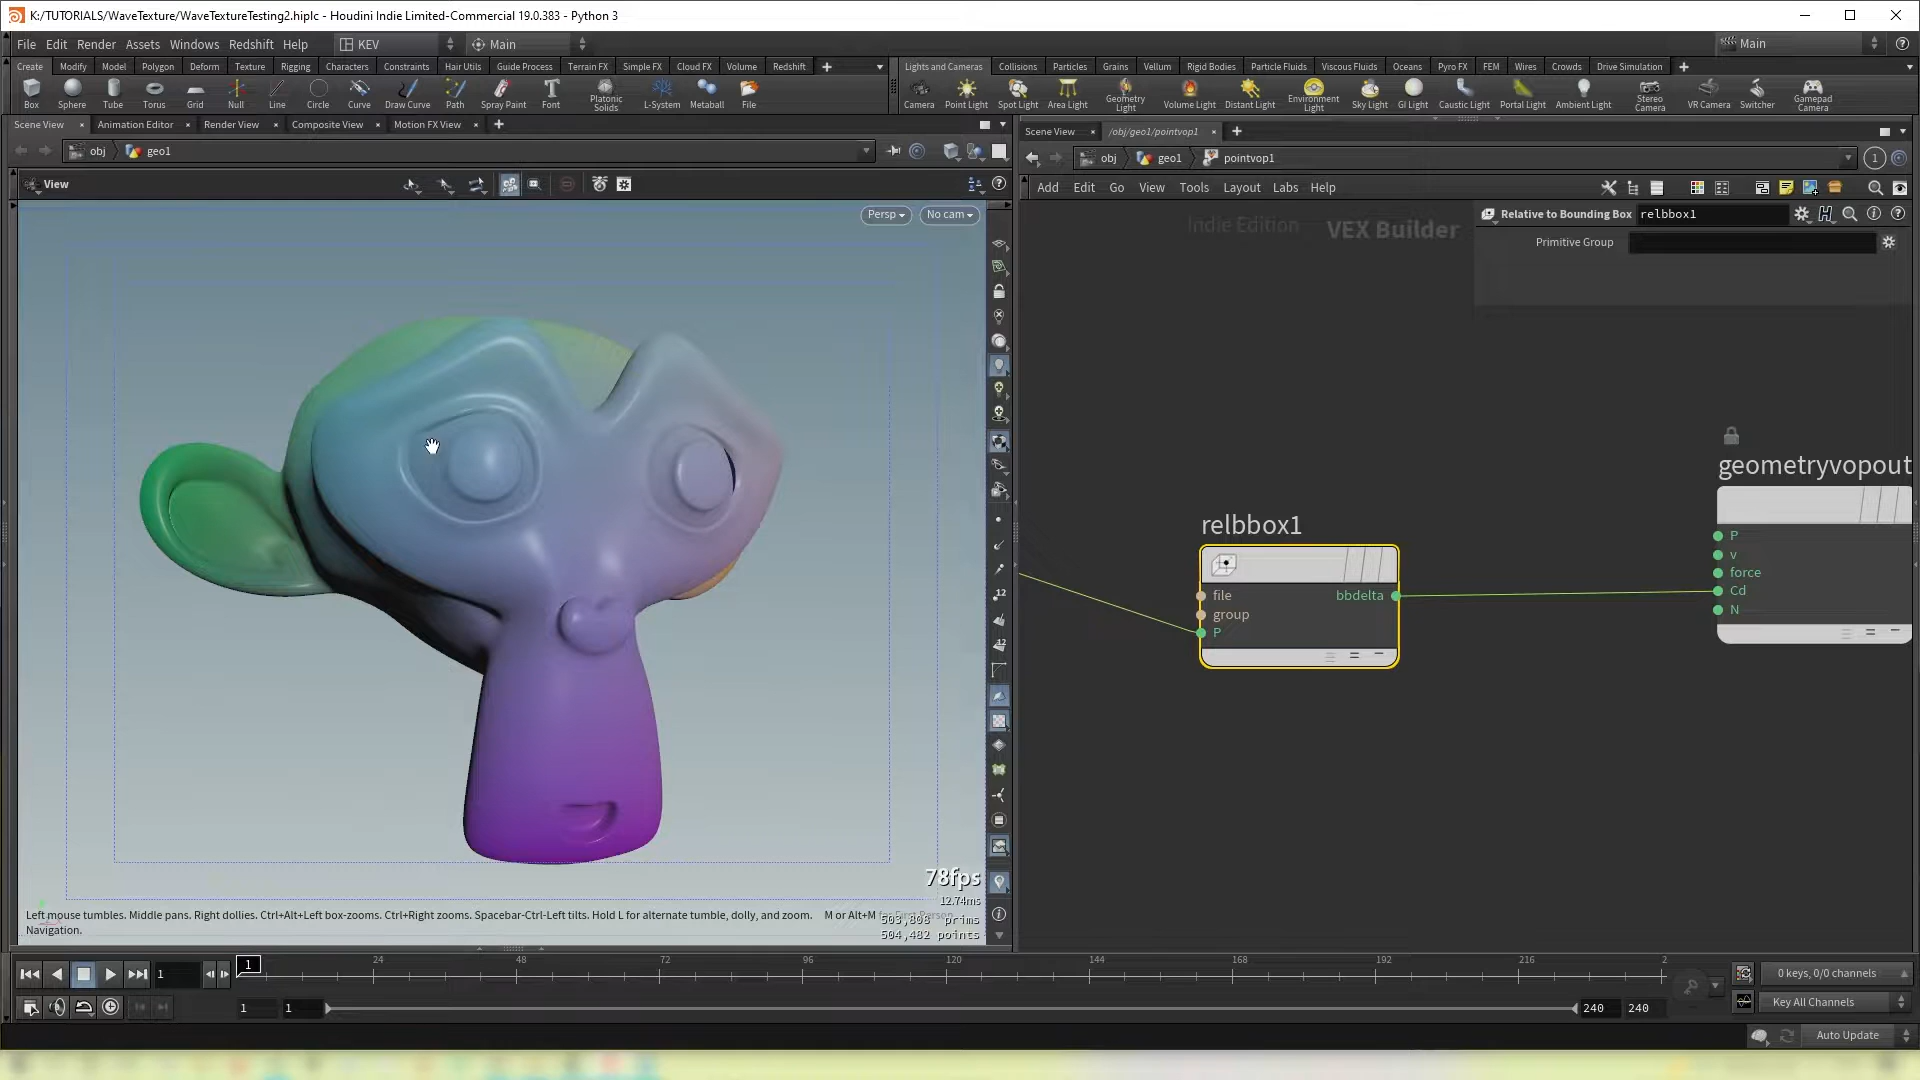 K:/TUTORIALS/WaveTexture/WaveTextureTesting2.hiplc - Houdini Indie Limited-Commercial 19.0.383 - Python 3
File Edit Render Assets Windows Redshift Help KEV Main Main
Create Modify Model Polygon Deform Texture Rigging Characters Constraints Hair Utils Guide Process Terrain FX Simple FX Cloud FX Volume Redshift
Lights and Cameras Collisions Particles Grains Vellum Rigid Bodies Particle Fluids Viscous Fluids Oceans Pyro FX FEM Wires Crowds Drive Simulation
Box Sphere Tube Torus Grid Null Line Circle Curve Draw Curve Path Spray Paint Font Platonic Solids L-System Metaball File
Camera Point Light Spot Light Area Light Geometry Light Volume Light Distant Light Environment Light Sky Light GI Light Caustic Light Portal Light Ambient Light Stereo Camera VR Camera Switcher Gamepad Camera
Scene View Animation Editor Render View Composite View Motion FX View
Scene View /obj/geo1/pointvop1
obj geo1
obj geo1 pointvop1 1
View
Add Edit Go View Tools Layout Labs Help
Persp No cam
Indie Edition VEX Builder
Relative to Bounding Box relbbox1
Primitive Group
geometryvopout
P
v
force
Cd
N
relbbox1
file bbdelta
group
P
12
12
78fps
12.74ms
Left mouse tumbles. Middle pans. Right dollies. Ctrl+Alt+Left box-zooms. Ctrl+Right zooms. Spacebar-Ctrl-Left tilts. Hold L for alternate tumble, dolly, and zoom. M or Alt+M for First Person
Navigation.
503,808 prims
504,482 points
1 1 24 48 72 96 120 144 168 192 216 2
0 keys, 0/0 channels
1 1 240 240
Key All Channels
Auto Update